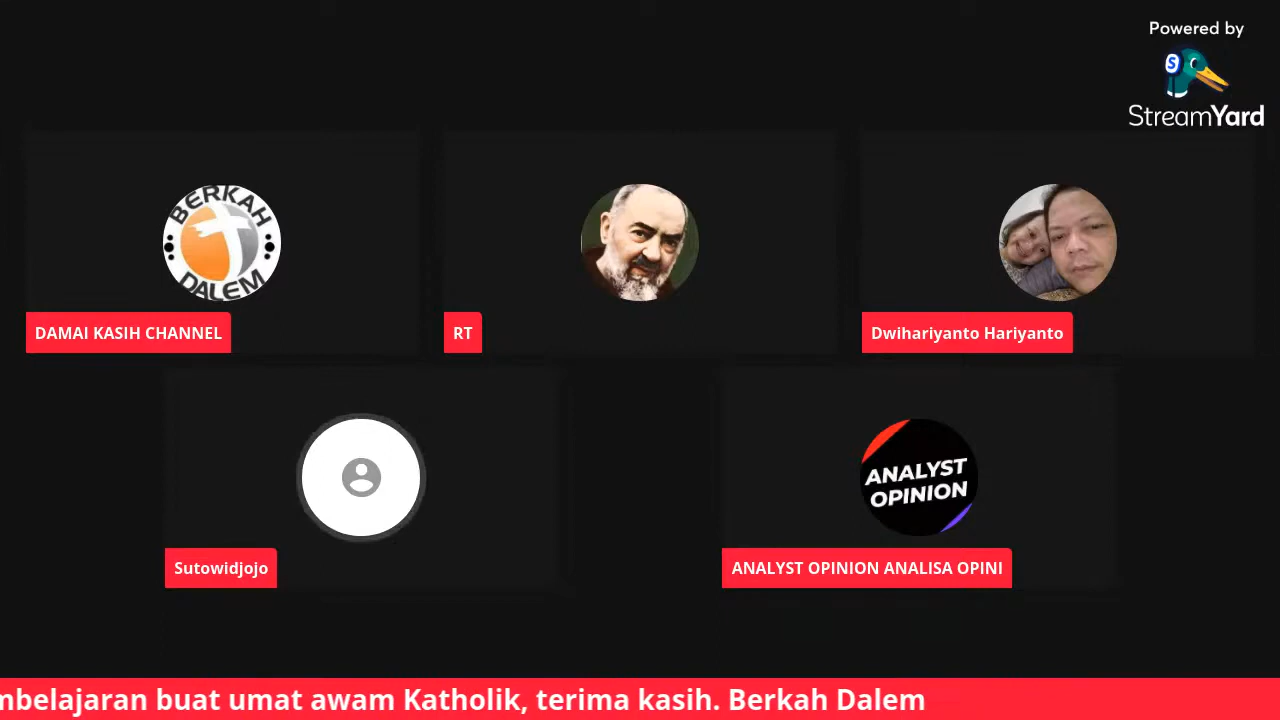 Powered by
StreamYard
BERKAH
DALEM
DAMAI KASIH CHANNEL
RT
Dwihariyanto Hariyanto
Sutowidjojo
ANALYST
OPINION
ANALYST OPINION ANALISA OPINI
mbelajaran buat umat awam Katholik, terima kasih. Berkah Dalem